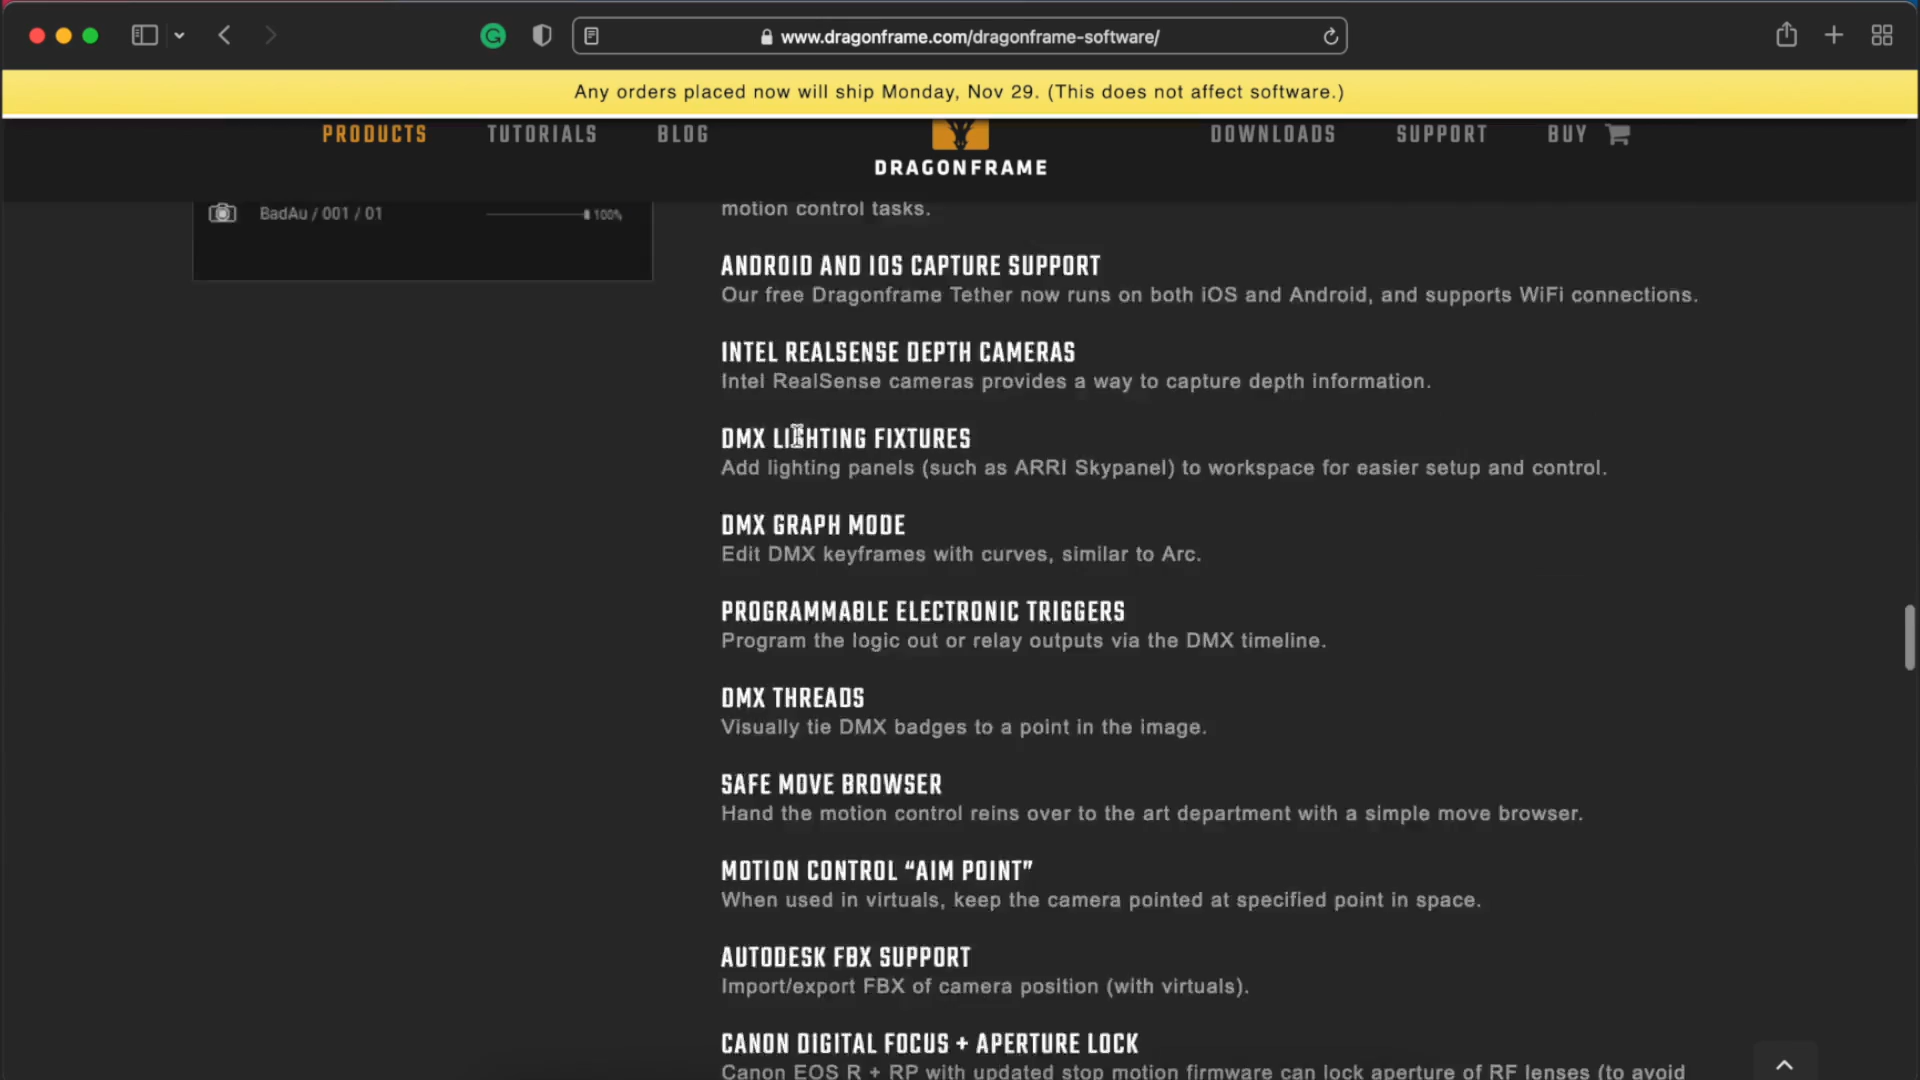 www.dragonframe.com/dragonframe-software/
Any orders placed now will ship Monday, Nov 29. (This does not affect software.)
PRODUCTS TUTORIALS BLOG DRAGONFRAME DOWNLOADS SUPPORT BUY
BadAu / 001 / 01 100%
motion control tasks.
ANDROID AND IOS CAPTURE SUPPORT
Our free Dragonframe Tether now runs on both iOS and Android, and supports WiFi connections.
INTEL REALSENSE DEPTH CAMERAS
Intel RealSense cameras provides a way to capture depth information.
DMX LIGHTING FIXTURES
Add lighting panels (such as ARRI Skypanel) to workspace for easier setup and control.
DMX GRAPH MODE
Edit DMX keyframes with curves, similar to Arc.
PROGRAMMABLE ELECTRONIC TRIGGERS
Program the logic out or relay outputs via the DMX timeline.
DMX THREADS
Visually tie DMX badges to a point in the image.
SAFE MOVE BROWSER
Hand the motion control reins over to the art department with a simple move browser.
MOTION CONTROL “AIM POINT”
When used in virtuals, keep the camera pointed at specified point in space.
AUTODESK FBX SUPPORT
Import/export FBX of camera position (with virtuals).
CANON DIGITAL FOCUS + APERTURE LOCK
Canon EOS R + RP with updated stop motion firmware can lock aperture of RF lenses (to avoid